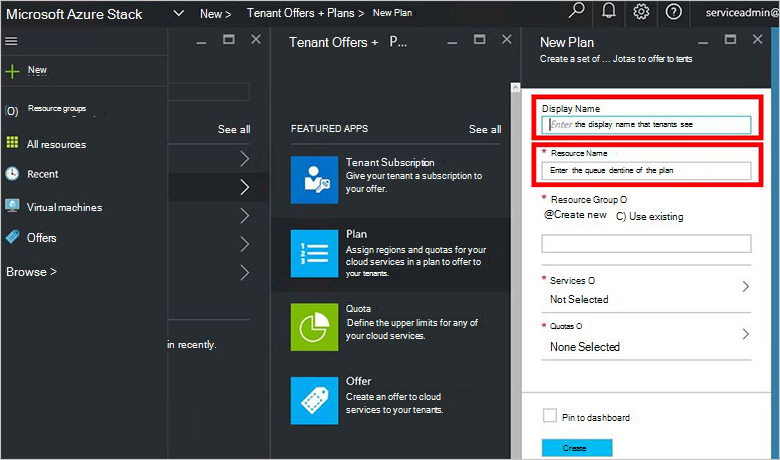 Microsoft Azure Stack
New >
Tenant Offers + Plans >
New Plan
serviceadmin@
New
Resource groups
All resources
Recent
Virtual machines
Offers
Browse >
See all
in recently.
Tenant Offers + P...
FEATURED APPS
See all
Tenant Subscription
Give your tenant a subscription to
your offer.
Plan
Assign regions and quotas for your
cloud services in a plan to offer to
your tenants.
Quota
Define the upper limits for any of
your cloud services.
Offer
Create an offer to cloud
services to your tenants.
New Plan
Create a set of ... Jotas to offer to terts
Display Name
Enter the display name that tenants see
* Resource Name
Enter the queue dentine of the plan
* Resource Group O
@Create new C) Use existing
* Services O
Not Selected
* Quotas O
None Selected
Pin to dashboard
Create